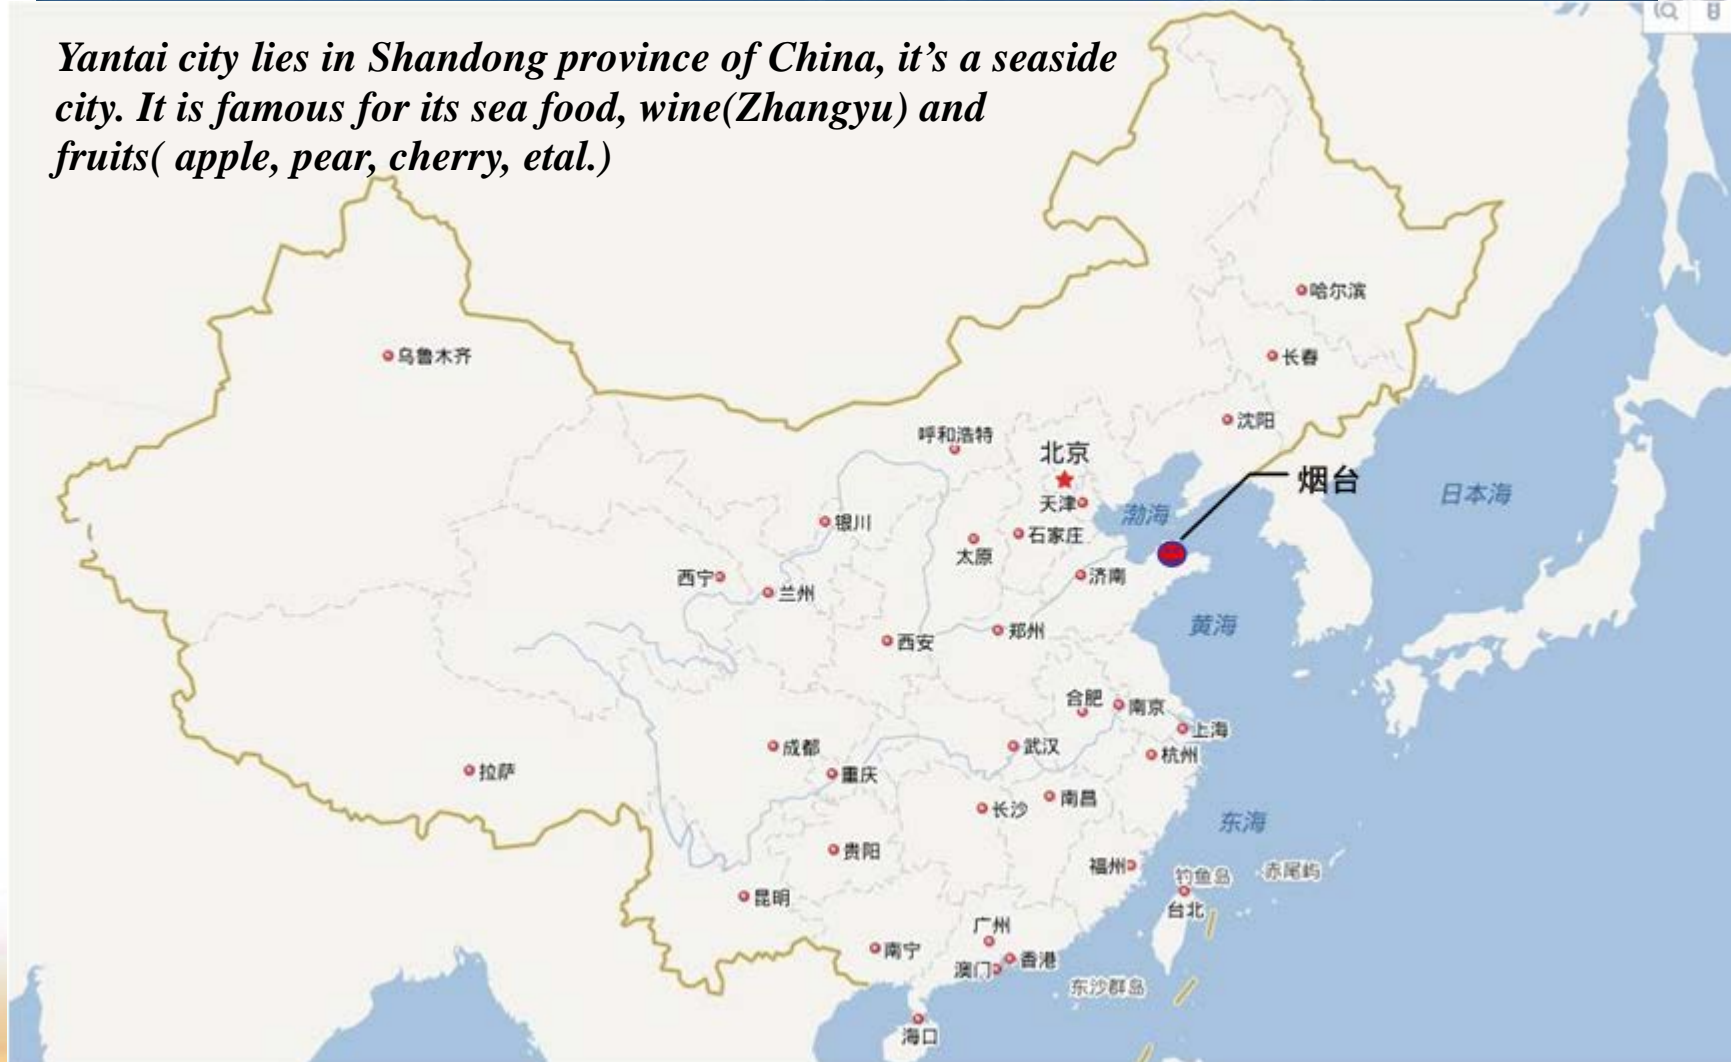 Yantai city lies in Shandong province of China, it’s a seaside
city. It is famous for its sea food, wine(Zhangyu) and
fruits( apple, pear, cherry, etal.)
哈尔滨
乌鲁木齐
长春
沈阳
呼和浩特
北京
烟台
日本海
天津
渤海
银川
石家庄
太原
西宁
济南
兰州
黄海
郑州
西安
合肥
南京
上海
成都
武汉
杭州
拉萨
重庆
南昌
长沙
东海
贵阳
福州
钓鱼岛
赤尾屿
昆明
台北
广州
南宁
香港
澳门
东沙群岛
海口